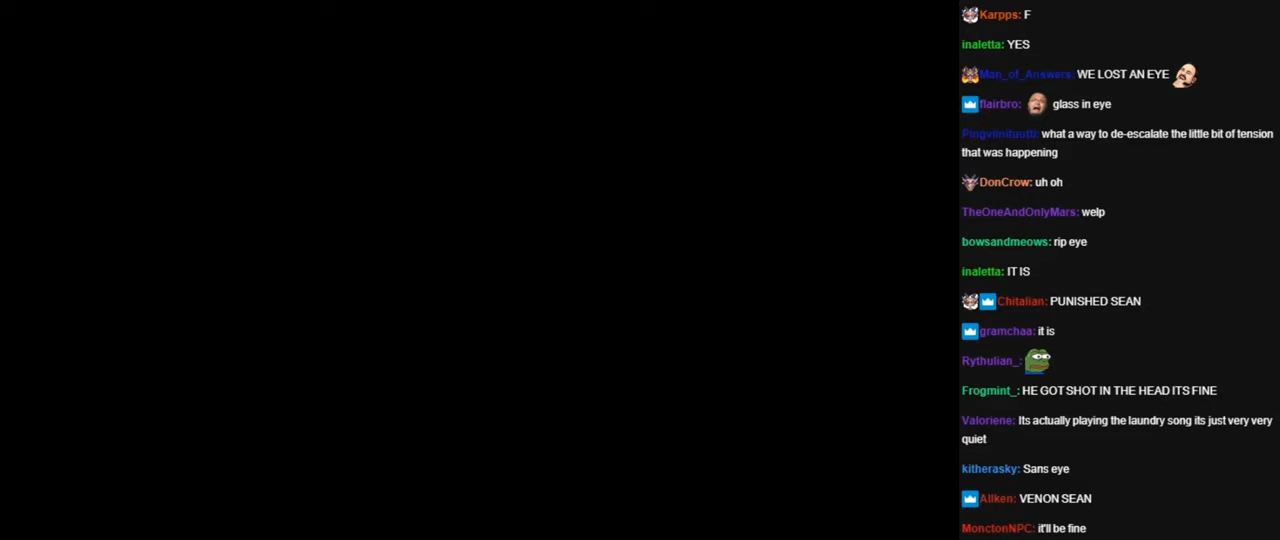 Karpps: F
inaletta: YES
Man_of_Answers: WE LOST AN EYE
flairbro: glass in eye
Pingviinituutti: what a way to de-escalate the little bit of tension
that was happening
DonCrow: uh oh
TheOneAndOnlyMars: welp
bowsandmeows: rip eye
inaletta: IT IS
Chitalian: PUNISHED SEAN
gramchaa: it is
Rythulian_:
Frogmint_: HE GOT SHOT IN THE HEAD ITS FINE
Valoriene: Its actually playing the laundry song its just very very
quiet
kitherasky: Sans eye
Allken: VENON SEAN
MonctonNPC: it'll be fine